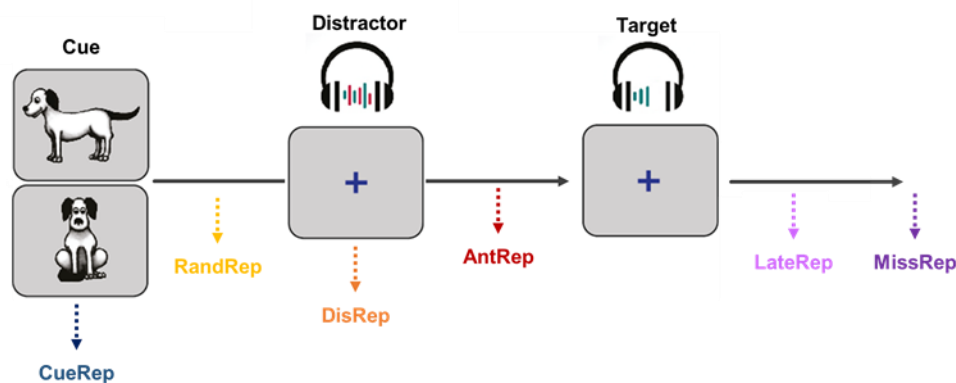 Distractor
Target
Cue
RandRep
AntRep
LateRep
MissRep
DisRep
CueRep